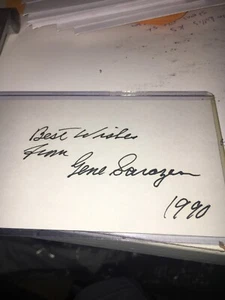 Best Wishes
from
Gene Sarazen
1990